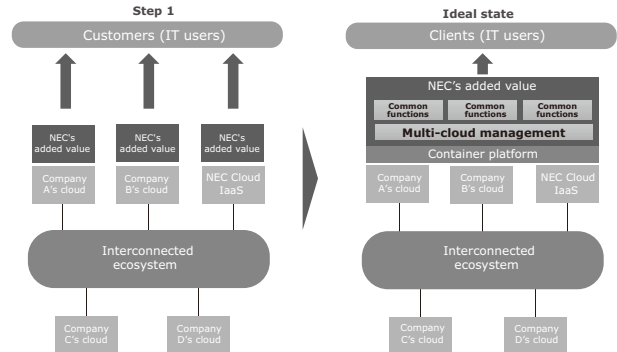 Step 1
Customers (IT users)
NEC's
added value
NEC's
added value
NEC's
added value
Company
A's cloud
Company
B's cloud
NEC Cloud
IaaS
Interconnected
ecosystem
Company
C's cloud
Company
D's cloud
Ideal state
Clients (IT users)
NEC's added value
Common
functions
Common
functions
Common
functions
Multi-cloud management
Container platform
Company
A's cloud
Company
B's cloud
NEC Cloud
IaaS
Interconnected
ecosystem
Company
C's cloud
Company
D's cloud